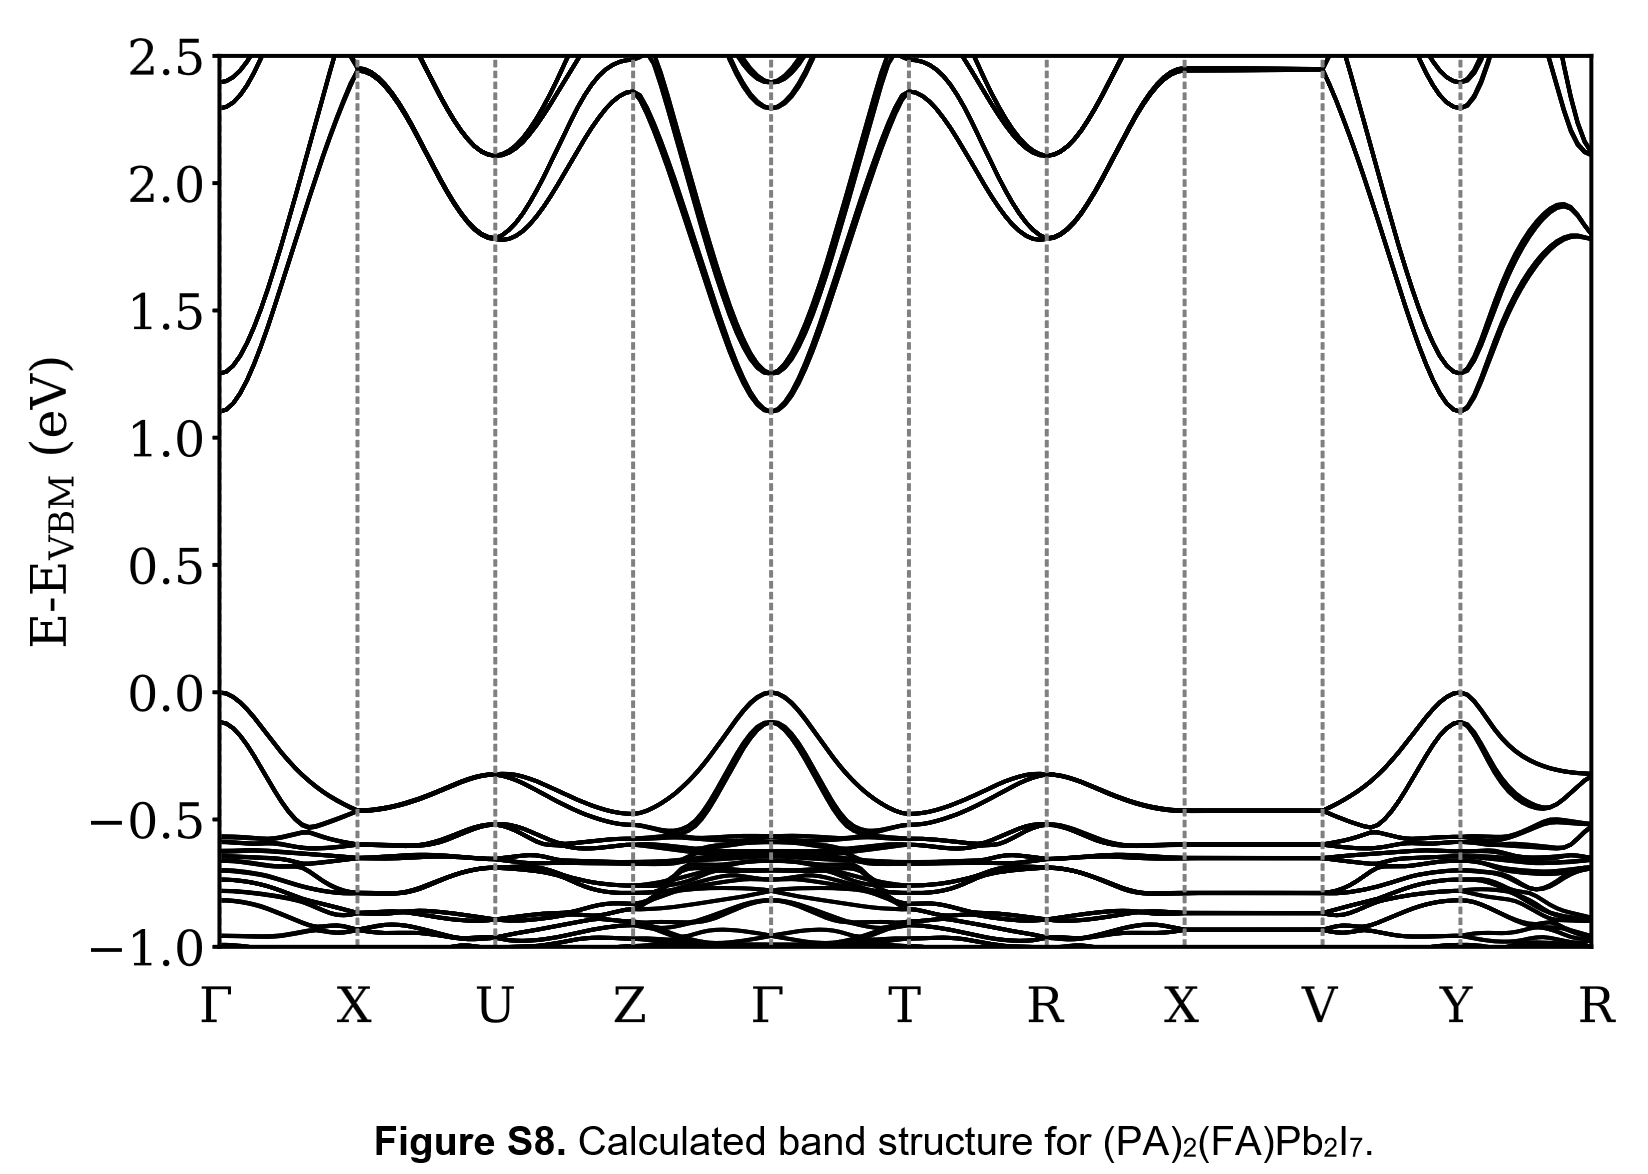 E-E_VBM (eV)
2.5
2.0
1.5
1.0
0.5
0.0
−0.5
−1.0
Γ X U Z Γ T R X V Y R
Figure S8. Calculated band structure for (PA)₂(FA)Pb₂I₇.